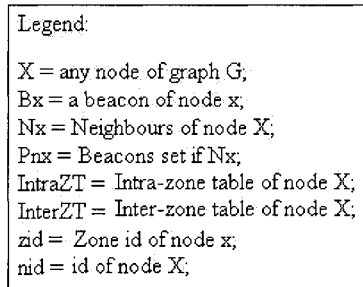 Legend:
X = any node of graph G;
Bx = a beacon of node x;
Nx = Neighbours of node X;
Pnx = Beacons set if Nx;
IntraZT = Intra-zone table of node X;
InterZT = Inter-zone table of node X;
zid = Zone id of node x;
nid = id of node X;